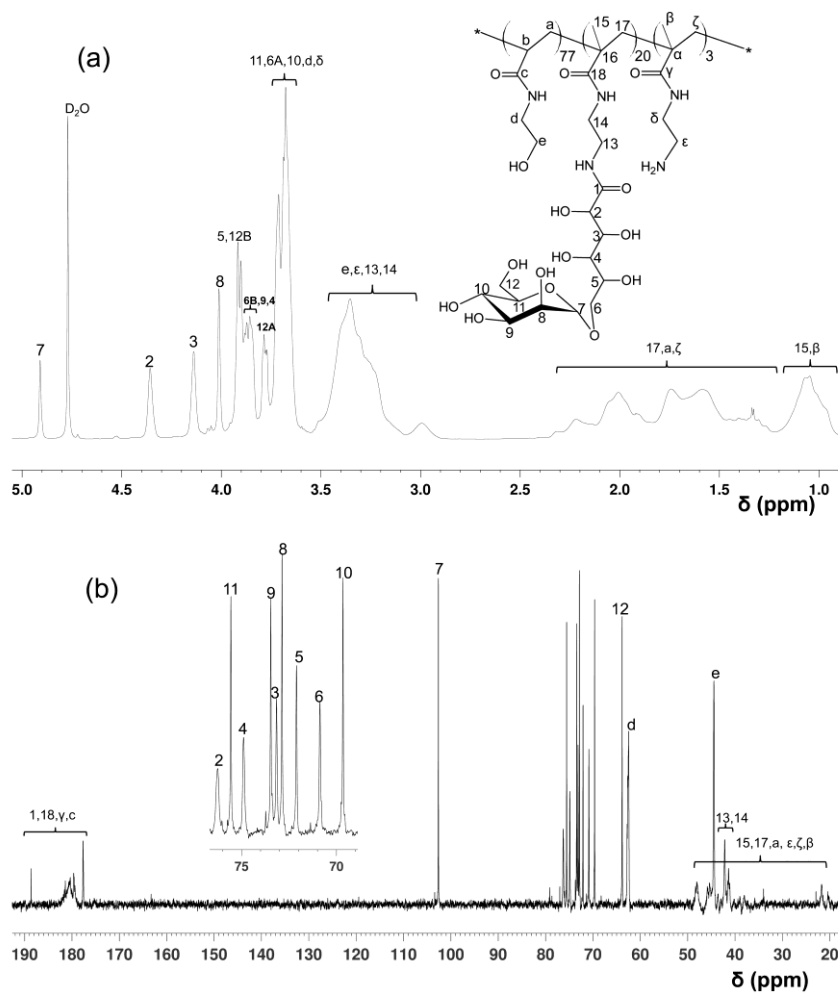 (a)
11,6A,10,d,δ
D₂O
5,12B
8
6B,9,4
12A
7
2
3
e,ε,13,14
17,a,ζ
15,β
* b a 77 15 16 17 20 β α ζ 3 *
O c 18 O O γ
NH NH NH
d 14 δ
e 13 ε
HO NH H₂N
1 O
HO 2
3 OH
HO 4
HO OH 5 OH
10 12 O 6
HO 11 7
HO 9 8 O
5.0 4.5 4.0 3.5 3.0 2.5 2.0 1.5 1.0
δ (ppm)
(b)
8
11 9 10 7
5
3 6
4
2
75 70
12
e
d
1,18,γ,c
13,14
15,17,a, ε,ζ,β
190 180 170 160 150 140 130 120 110 100 90 80 70 60 50 40 30 20
δ (ppm)